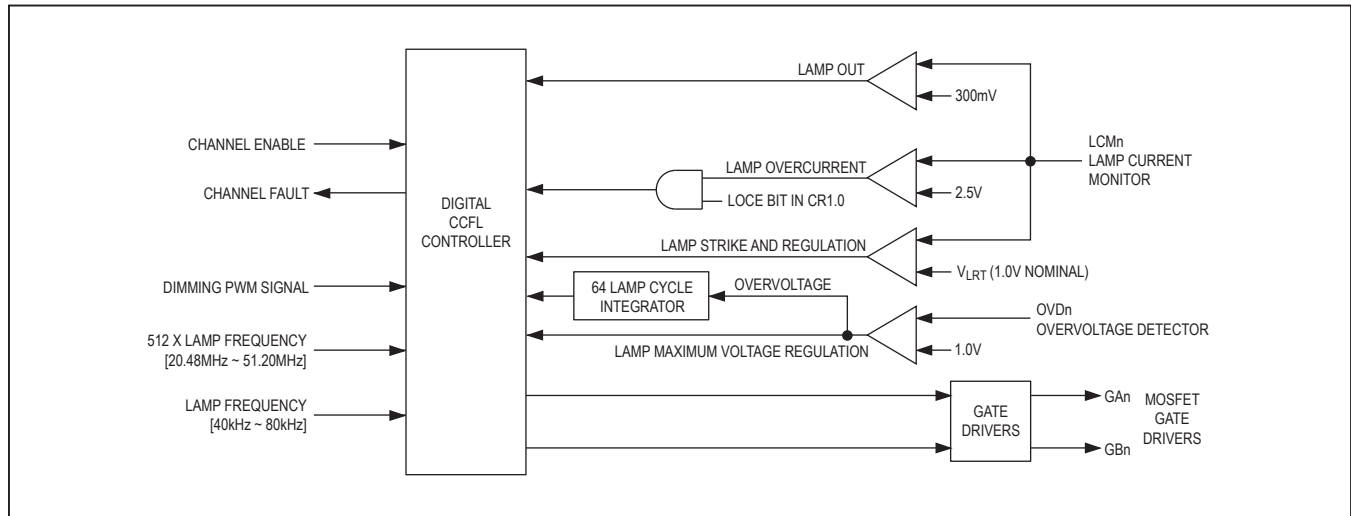 LAMP OUT
300mV
CHANNEL ENABLE
CHANNEL FAULT
DIGITAL
CCFL
CONTROLLER
LAMP OVERCURRENT
LOCE BIT IN CR1.0
2.5V
LCMn
LAMP CURRENT
MONITOR
LAMP STRIKE AND REGULATION
VLRT (1.0V NOMINAL)
DIMMING PWM SIGNAL
64 LAMP CYCLE
INTEGRATOR
OVERVOLTAGE
OVDn
OVERVOLTAGE DETECTOR
512 X LAMP FREQUENCY
[20.48MHz ~ 51.20MHz]
LAMP MAXIMUM VOLTAGE REGULATION
1.0V
LAMP FREQUENCY
[40kHz ~ 80kHz]
GATE
DRIVERS
GAn
GBn
MOSFET
GATE
DRIVERS